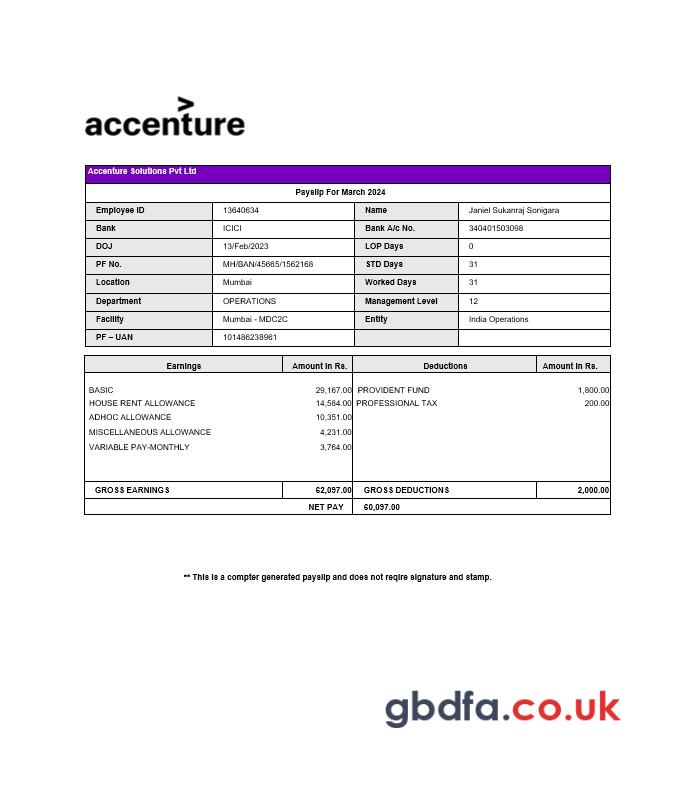 accenture
Accenture Solutions Pvt Ltd
Payslip For March 2024
Employee ID 13640634 Name Janiel Sukanraj Sonigara
Bank ICICI Bank A/c No. 340401503098
DOJ 13/Feb/2023 LOP Days 0
PF No. MH/BAN/45665/1562168 STD Days 31
Location Mumbai Worked Days 31
Department OPERATIONS Management Level 12
Facility Mumbai - MDC2C Entity India Operations
PF – UAN 101486238961
Earnings Amount in Rs. Deductions Amount in Rs.
BASIC 29,167.00 PROVIDENT FUND 1,800.00
HOUSE RENT ALLOWANCE 14,584.00 PROFESSIONAL TAX 200.00
ADHOC ALLOWANCE 10,351.00
MISCELLANEOUS ALLOWANCE 4,231.00
VARIABLE PAY-MONTHLY 3,764.00
GROSS EARNINGS 62,097.00 GROSS DEDUCTIONS 2,000.00
NET PAY 60,097.00
** This is a compter generated payslip and does not reqire signature and stamp.
gbdfa.co.uk